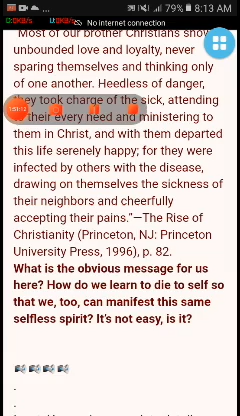 0KB/s
U:0KB/s
79%
8:13 AM
No internet connection
"Most of our brother Christians show
unbounded love and loyalty, never
sparing themselves and thinking only
of one another. Heedless of danger,
they took charge of the sick, attending
their every need and ministering to
them in Christ, and with them departed
this life serenely happy; for they were
infected by others with the disease,
drawing on themselves the sickness of
their neighbors and cheerfully
accepting their pains."—The Rise of
Christianity (Princeton, NJ: Princeton
University Press, 1996), p. 82.
What is the obvious message for us
here? How do we learn to die to self so
that we, too, can manifest this same
selfless spirit? It's not easy, is it?
.
.